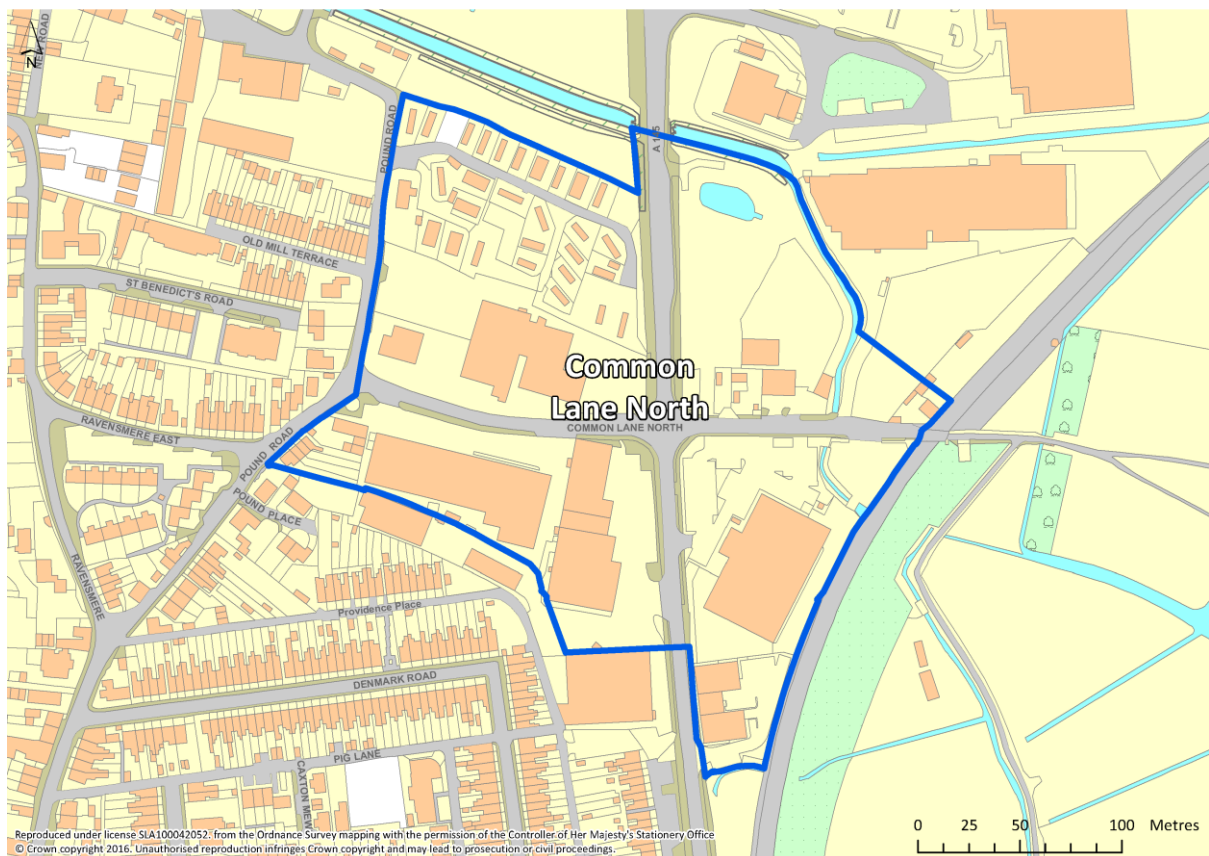 NEW ROAD
N
POUND ROAD
A 145
OLD MILL TERRACE
ST BENEDICT'S ROAD
Common
Lane North
COMMON LANE NORTH
RAVENSMERE EAST
POUND ROAD
POUND PLACE
RAVENSMERE
Providence Place
DENMARK ROAD
PIG LANE
CAXTON MEWS
Reproduced under license SLA100042052. from the Ordnance Survey mapping with the permission of the Controller of Her Majesty's Stationery Office
© Crown copyright 2016. Unauthorised reproduction infringes Crown copyright and may lead to prosecution or civil proceedings.
0 25 50 100 Metres